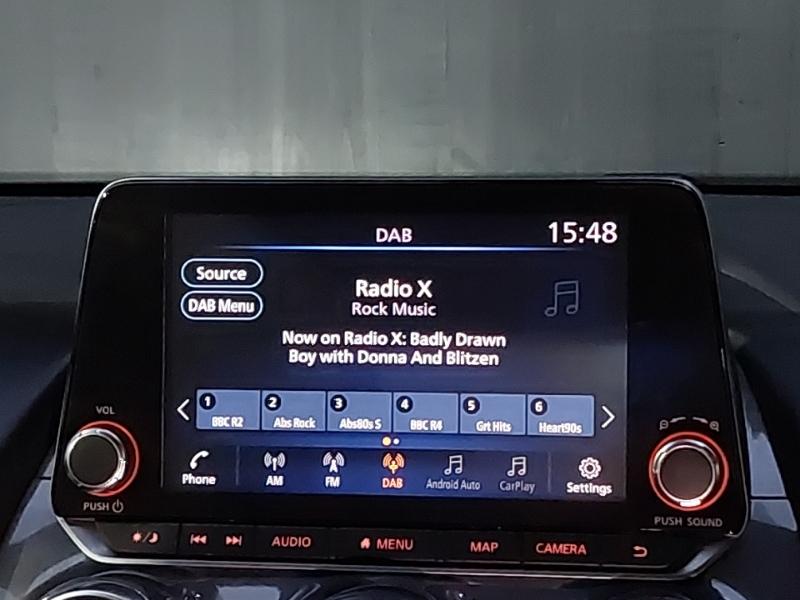 DAB
15:48
Source
DAB Menu
Radio X
Rock Music
Now on Radio X: Badly Drawn
Boy with Donna And Blitzen
1 BBC R2
2 Abs Rock
3 Abs80s S
4 BBC R4
5 Grt Hits
6 Heart90s
VOL
PUSH
PUSH SOUND
Phone
AM
FM
DAB
Android Auto
CarPlay
Settings
AUDIO
MENU
MAP
CAMERA